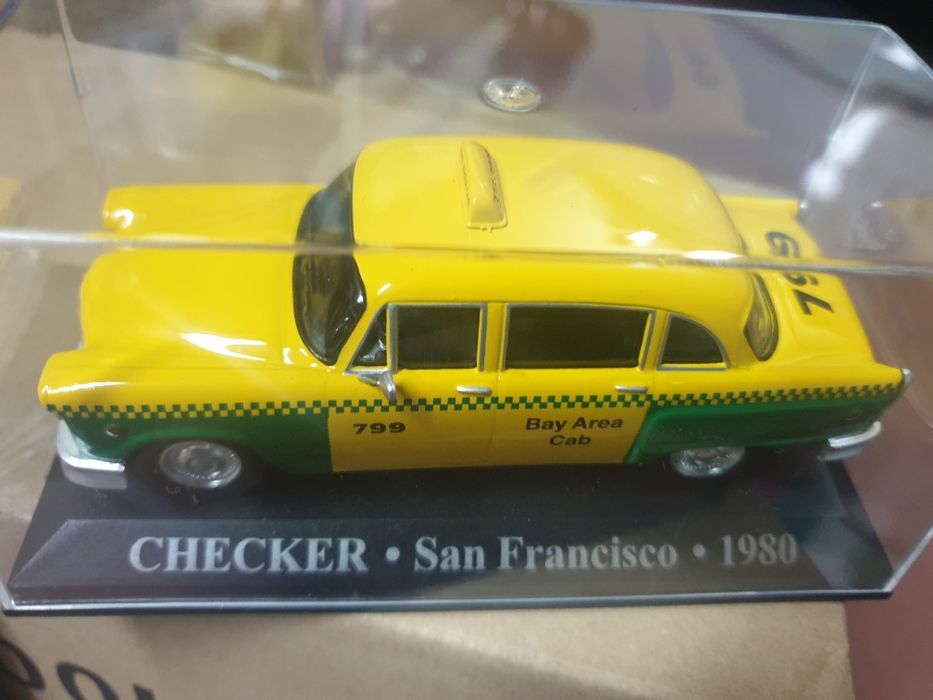 799
799
Bay Area
Cab
CHECKER • San Francisco • 1980